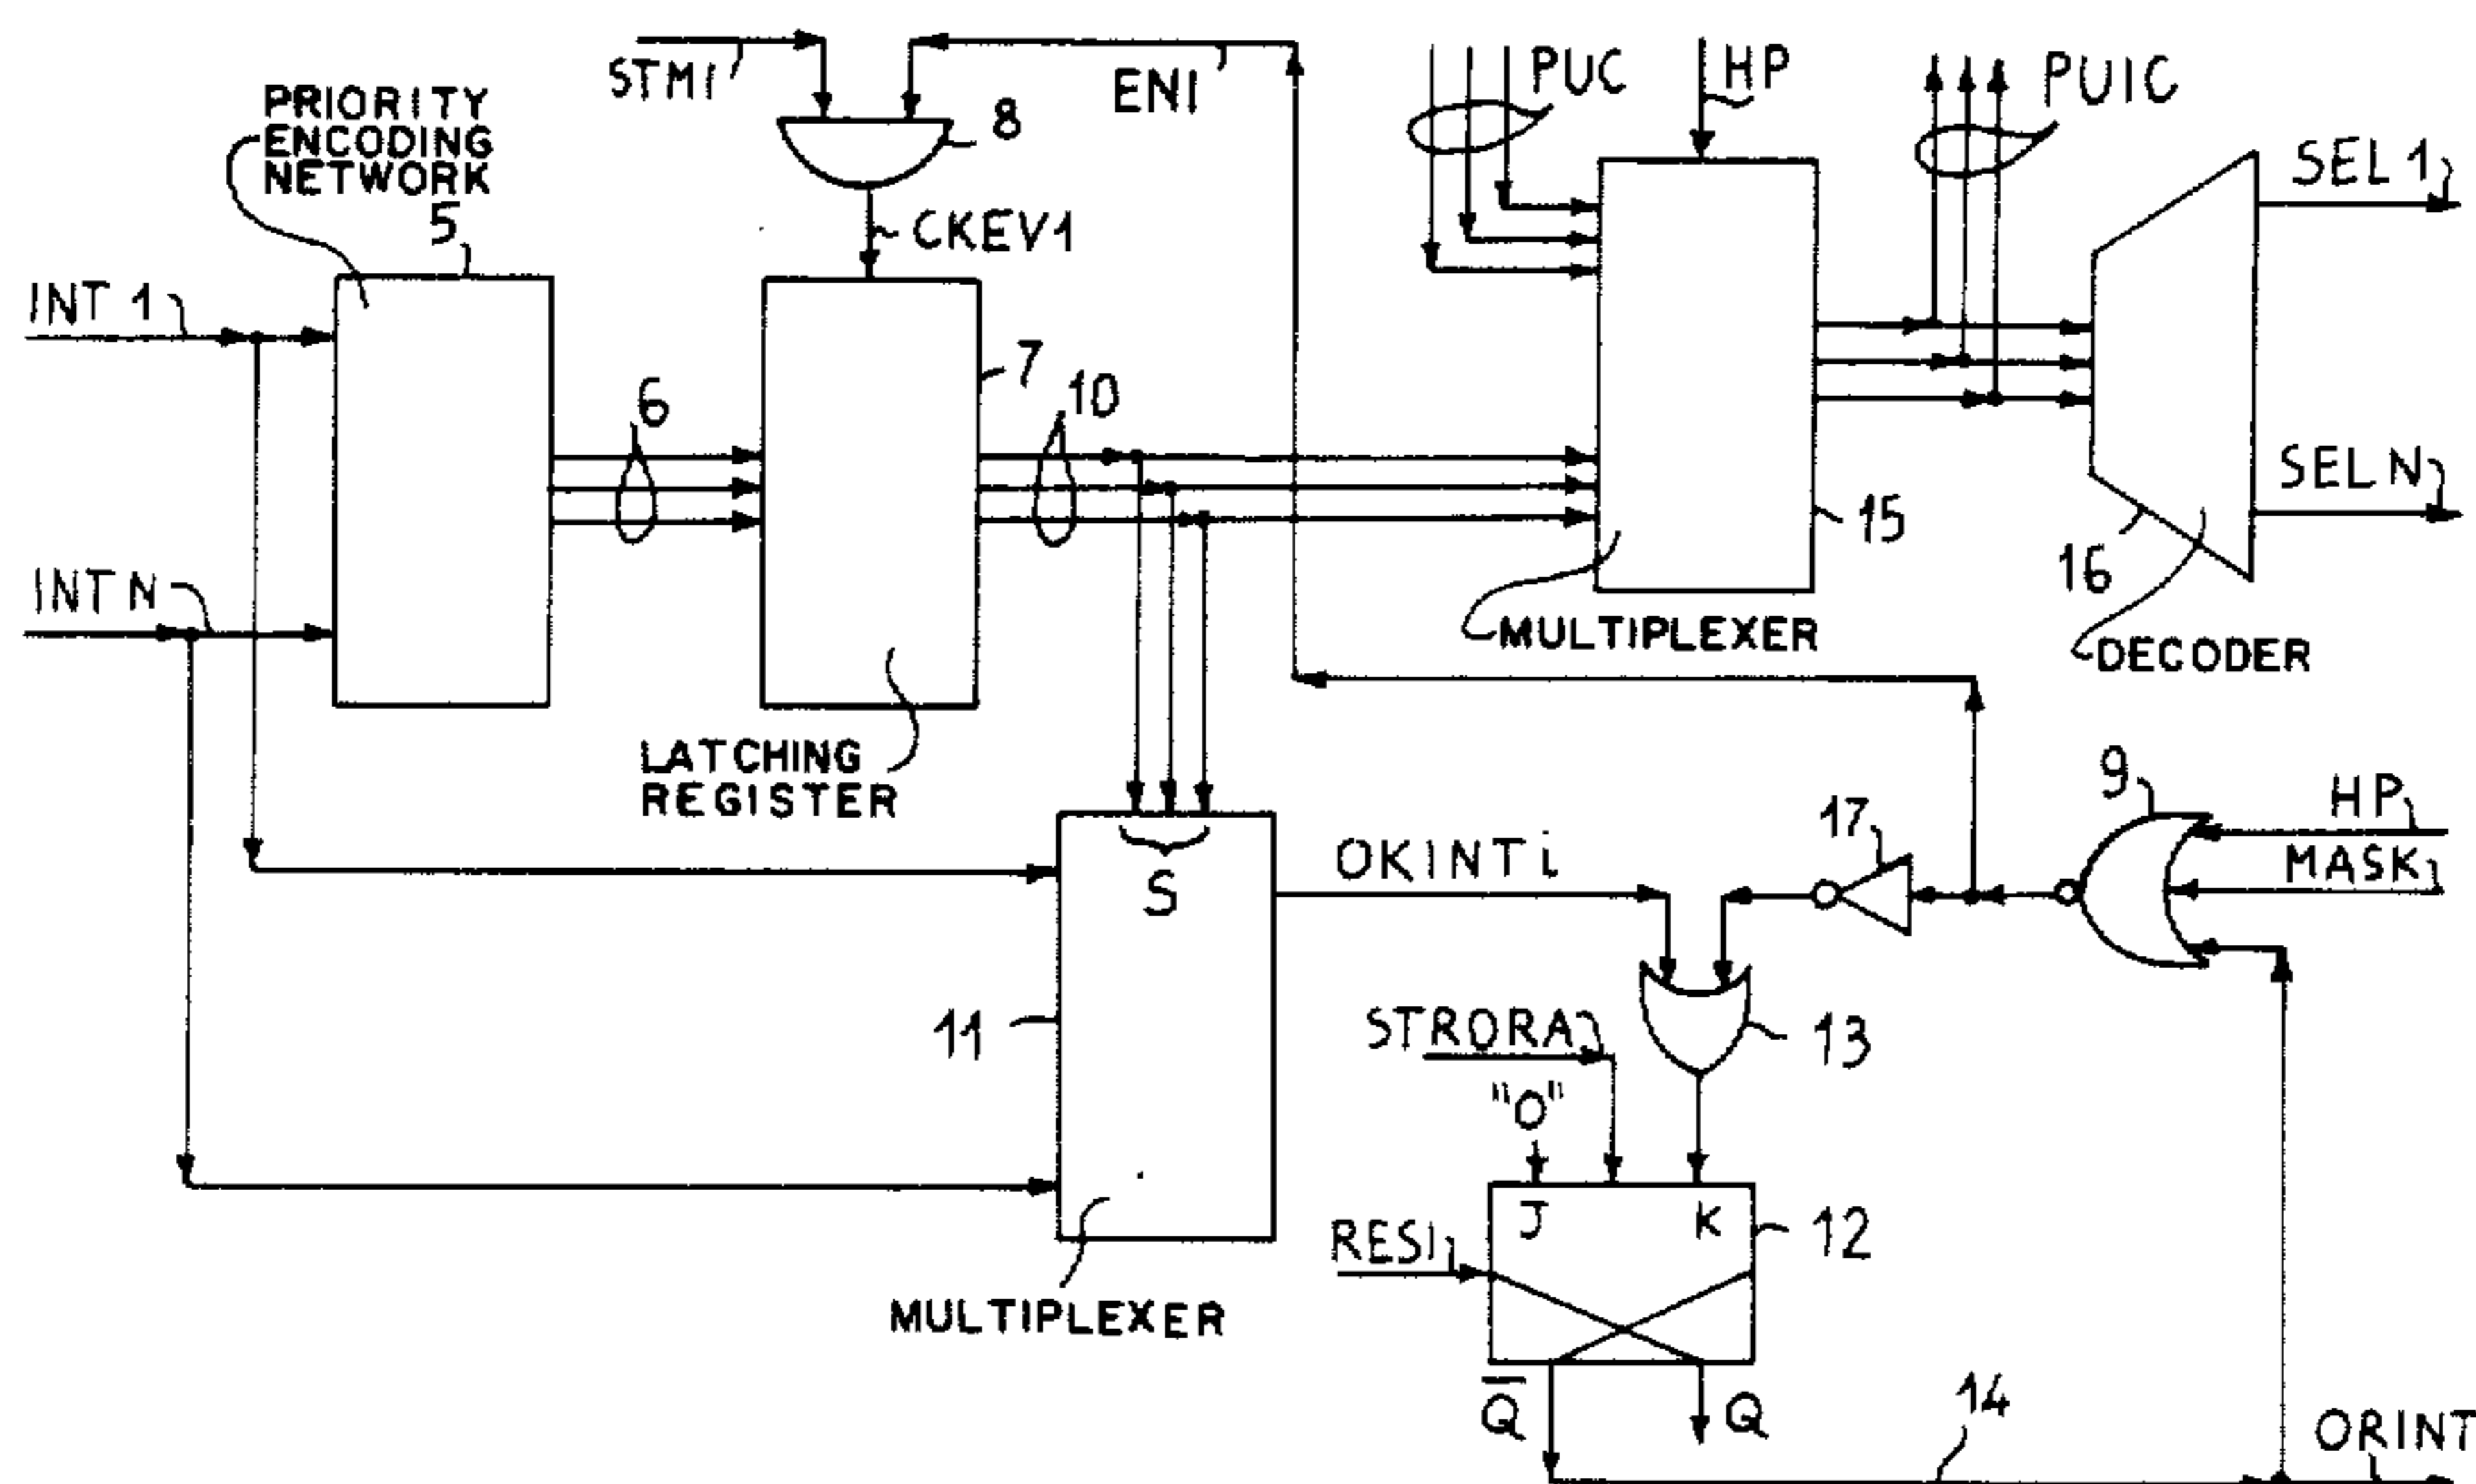 STMI
ENI
PUC
HP
PUIC
PRIORITY
ENCODING
NETWORK
5
8
CKEV1
SEL 1
INT 1
6
7
10
SEL N
15
16
INT N
MULTIPLEXER
DECODER
LATCHING
REGISTER
9
HP
MASK
17
OKINTi
S
11
STRORA
13
"0"
J
K
12
RESI
MULTIPLEXER
Q̅
Q
14
ORINT